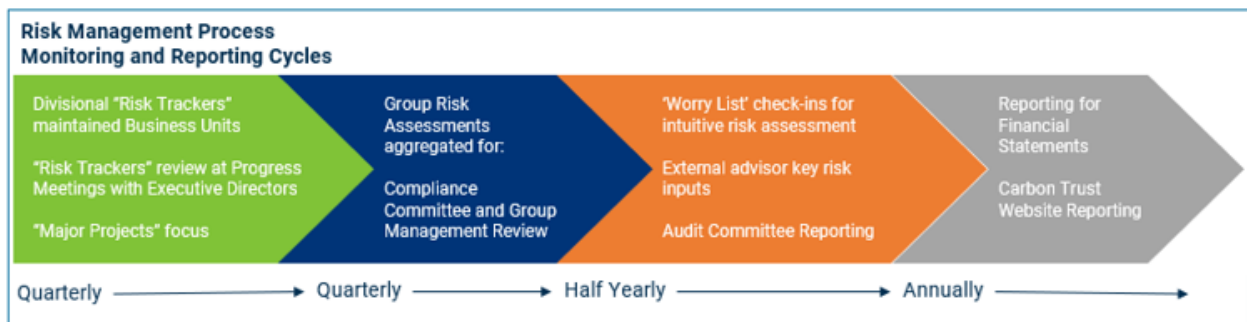 Risk Management Process
Monitoring and Reporting Cycles
Divisional “Risk Trackers”
maintained Business Units
“Risk Trackers” review at Progress
Meetings with Executive Directors
“Major Projects” focus
Group Risk
Assessments
aggregated for:
Compliance
Committee and Group
Management Review
‘Worry List’ check-ins for
intuitive risk assessment
External advisor key risk
inputs
Audit Committee Reporting
Reporting for
Financial
Statements
Carbon Trust
Website Reporting
Quarterly
Quarterly
Half Yearly
Annually